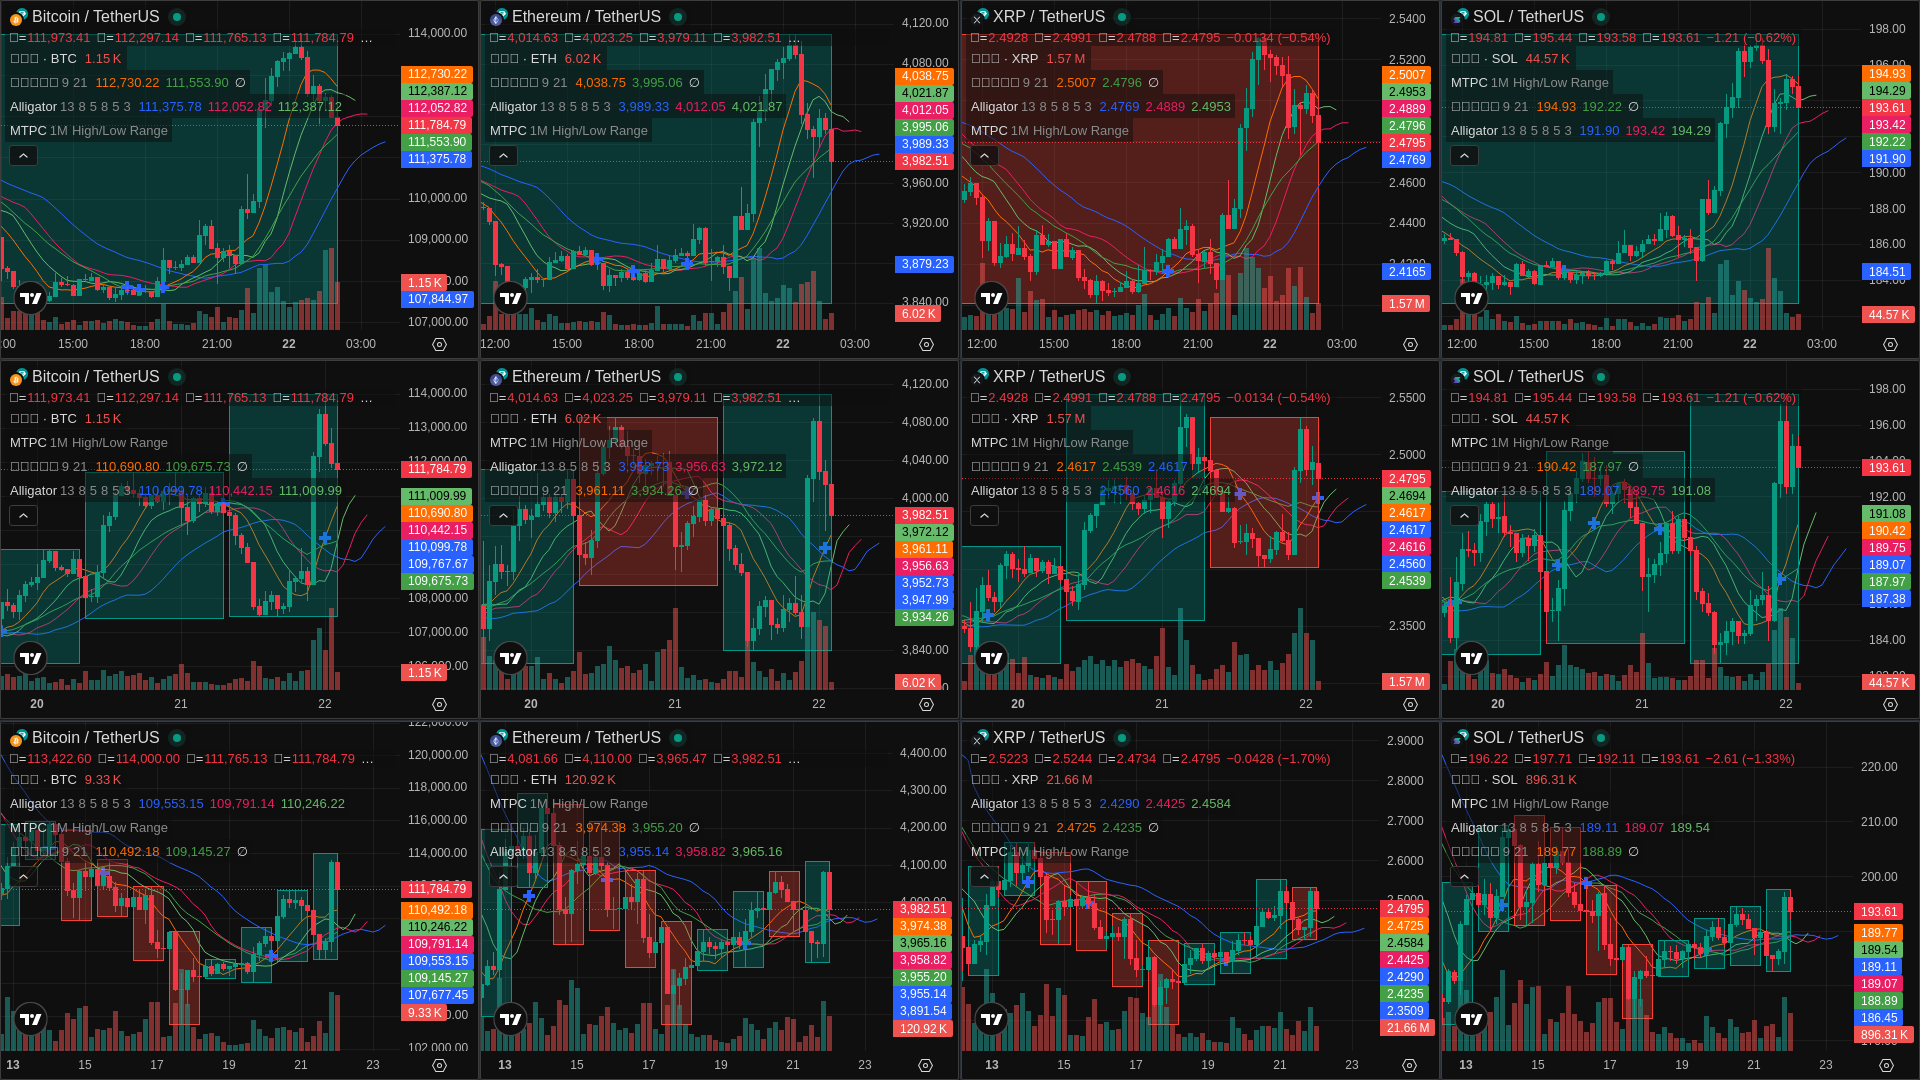 Bitcoin / TetherUS
=111,973.41 =112,297.14 =111,765.13 =111,784.79 …
· BTC 1.15 K
9 21 112,730.22 111,553.90 ∅
Alligator 13 8 5 8 5 3 111,375.78 112,052.82 112,387.12
MTPC 1M High/Low Range
114,000.00
112,730.22
112,387.12
112,052.82
111,784.79
111,553.90
111,375.78
110,000.00
109,000.00
1.15 K
107,844.97
107,000.00
15:00 18:00 21:00 22 03:00
Ethereum / TetherUS
=4,014.63 =4,023.25 =3,979.11 =3,982.51 …
· ETH 6.02 K
9 21 4,038.75 3,995.06 ∅
Alligator 13 8 5 8 5 3 3,989.33 4,012.05 4,021.87
MTPC 1M High/Low Range
4,120.00
4,080.00
4,038.75
4,021.87
4,012.05
3,995.06
3,989.33
3,982.51
3,960.00
3,920.00
3,879.23
3,840.00
6.02 K
12:00 15:00 18:00 21:00 22 03:00
XRP / TetherUS
=2.4928 =2.4991 =2.4788 =2.4795 −0.0134 (−0.54%)
· XRP 1.57 M
9 21 2.5007 2.4796 ∅
Alligator 13 8 5 8 5 3 2.4769 2.4889 2.4953
MTPC 1M High/Low Range
2.5400
2.5200
2.5007
2.4953
2.4889
2.4796
2.4795
2.4769
2.4600
2.4400
2.4165
1.57 M
12:00 15:00 18:00 21:00 22 03:00
SOL / TetherUS
=194.81 =195.44 =193.58 =193.61 −1.21 (−0.62%)
· SOL 44.57 K
MTPC 1M High/Low Range
9 21 194.93 192.22 ∅
Alligator 13 8 5 8 5 3 191.90 193.42 194.29
198.00
194.93
194.29
193.61
193.42
192.22
191.90
190.00
188.00
186.00
184.51
44.57 K
12:00 15:00 18:00 21:00 22 03:00
Bitcoin / TetherUS
=111,973.41 =112,297.14 =111,765.13 =111,784.79 …
· BTC 1.15 K
MTPC 1M High/Low Range
9 21 110,690.80 109,675.73 ∅
Alligator 13 8 5 8 5 3 110,099.78 110,442.15 111,009.99
114,000.00
113,000.00
111,784.79
111,009.99
110,690.80
110,442.15
110,099.78
109,767.67
109,675.73
108,000.00
107,000.00
1.15 K
20 21 22
Ethereum / TetherUS
=4,014.63 =4,023.25 =3,979.11 =3,982.51 …
· ETH 6.02 K
MTPC 1M High/Low Range
Alligator 13 8 5 8 5 3 3,952.73 3,956.63 3,972.12
9 21 3,961.11 3,934.26 ∅
4,120.00
4,080.00
4,040.00
4,000.00
3,982.51
3,972.12
3,961.11
3,956.63
3,952.73
3,947.99
3,934.26
3,840.00
6.02 K
20 21 22
XRP / TetherUS
=2.4928 =2.4991 =2.4788 =2.4795 −0.0134 (−0.54%)
· XRP 1.57 M
MTPC 1M High/Low Range
9 21 2.4617 2.4539 2.4617
Alligator 13 8 5 8 5 3 2.4560 2.4616 2.4694
2.5500
2.5000
2.4795
2.4694
2.4617
2.4617
2.4616
2.4560
2.4539
2.3500
1.57 M
20 21 22
SOL / TetherUS
=194.81 =195.44 =193.58 =193.61 −1.21 (−0.62%)
· SOL 44.57 K
MTPC 1M High/Low Range
9 21 190.42 187.97 ∅
Alligator 13 8 5 8 5 3 189.07 189.75 191.08
198.00
196.00
193.61
192.00
191.08
190.42
189.75
189.07
187.97
187.38
184.00
44.57 K
20 21 22
Bitcoin / TetherUS
=113,422.60 =114,000.00 =111,765.13 =111,784.79 …
· BTC 9.33 K
Alligator 13 8 5 8 5 3 109,553.15 109,791.14 110,246.22
MTPC 1M High/Low Range
9 21 110,492.18 109,145.27 ∅
122,000.00
120,000.00
118,000.00
116,000.00
114,000.00
111,784.79
110,492.18
110,246.22
109,791.14
109,553.15
109,145.27
107,677.45
9.33 K
102,000.00
13 15 17 19 21 23
Ethereum / TetherUS
=4,081.66 =4,110.00 =3,965.47 =3,982.51 …
· ETH 120.92 K
MTPC 1M High/Low Range
9 21 3,974.38 3,955.20 ∅
Alligator 13 8 5 8 5 3 3,955.14 3,958.82 3,965.16
4,400.00
4,300.00
4,200.00
4,100.00
3,982.51
3,974.38
3,965.16
3,958.82
3,955.20
3,955.14
3,891.54
120.92 K
13 15 17 19 21 23
XRP / TetherUS
=2.5223 =2.5244 =2.4734 =2.4795 −0.0428 (−1.70%)
· XRP 21.66 M
Alligator 13 8 5 8 5 3 2.4290 2.4425 2.4584
9 21 2.4725 2.4235 ∅
MTPC 1M High/Low Range
2.9000
2.8000
2.7000
2.6000
2.4795
2.4725
2.4584
2.4425
2.4290
2.4235
2.3509
21.66 M
13 15 17 19 21 23
SOL / TetherUS
=196.22 =197.71 =192.11 =193.61 −2.61 (−1.33%)
· SOL 896.31 K
MTPC 1M High/Low Range
Alligator 13 8 5 8 5 3 189.11 189.07 189.54
9 21 189.77 188.89 ∅
220.00
210.00
200.00
193.61
189.77
189.54
189.11
189.07
188.89
186.45
896.31 K
13 15 17 19 21 23